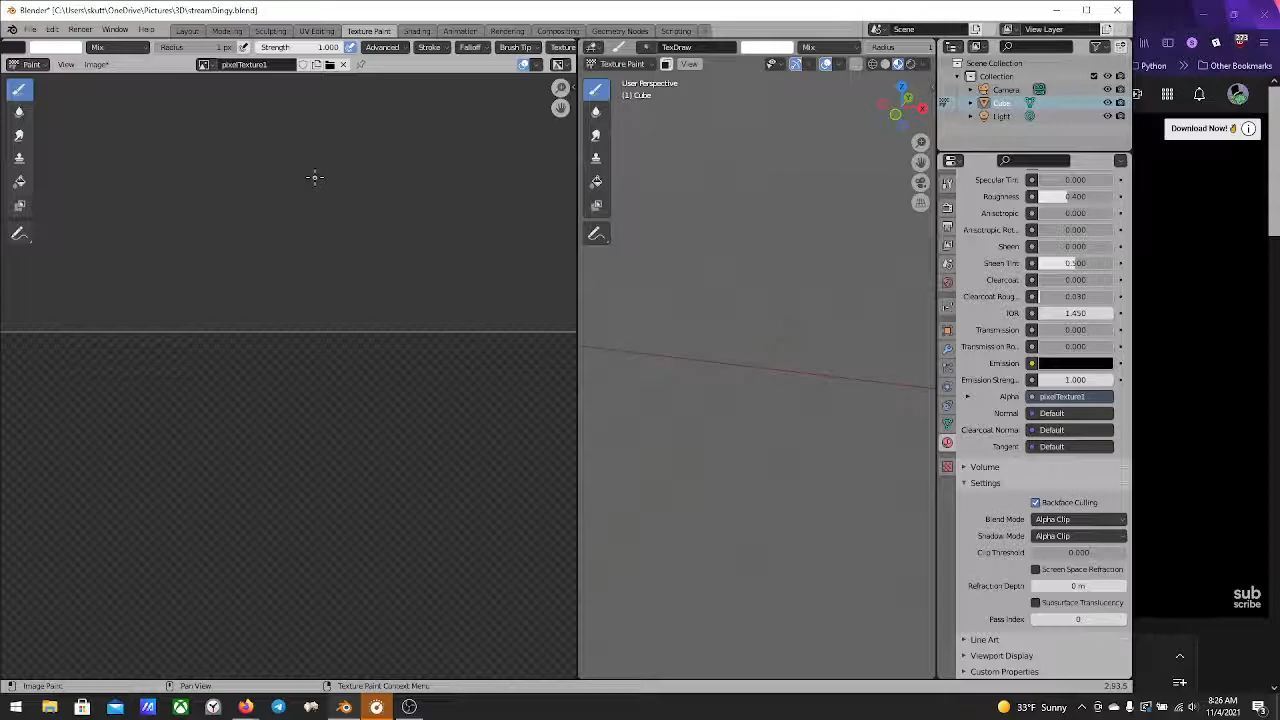 Blender* [C:\Users\skutt\OneDrive\Pictures\3D\streamDingy.blend]
File Edit Render Window Help Layout Modeling Sculpting UV Editing Texture Paint Shading Animation Rendering Compositing Geometry Nodes Scripting Scene View Layer
Mix Radius 1 px Strength 1.000 Advanced Stroke Falloff Brush Tip Texture TexDraw Mix Radius 1
Paint View Image* pixelTexture1 Texture Paint View
Python Other Bookmarks
User Perspective
(1) Cube
Scene Collection
Collection
Camera
Cube
Light
Download Now!
Specular Tint 0.000
Roughness 0.400
Anisotropic 0.000
Anisotropic Rot.. 0.000
Sheen 0.000
Sheen Tint 0.500
Clearcoat 0.000
Clearcoat Roug.. 0.030
IOR 1.450
Transmission 0.000
Transmission Ro.. 0.000
Emission
Emission Streng.. 1.000
Alpha pixelTexture1
Normal Default
Clearcoat Normal Default
Tangent Default
Volume
Settings
Backface Culling
Blend Mode Alpha Clip
Shadow Mode Alpha Clip
Clip Threshold 0.000
Screen Space Refraction
Refraction Depth 0 m
Subsurface Translucency
Pass Index 0
Line Art
Viewport Display
Custom Properties
sub
scribe
Image Paint Pan View Texture Paint Context Menu 2.93.5
33°F Sunny 8:26 AM
11/4/2021